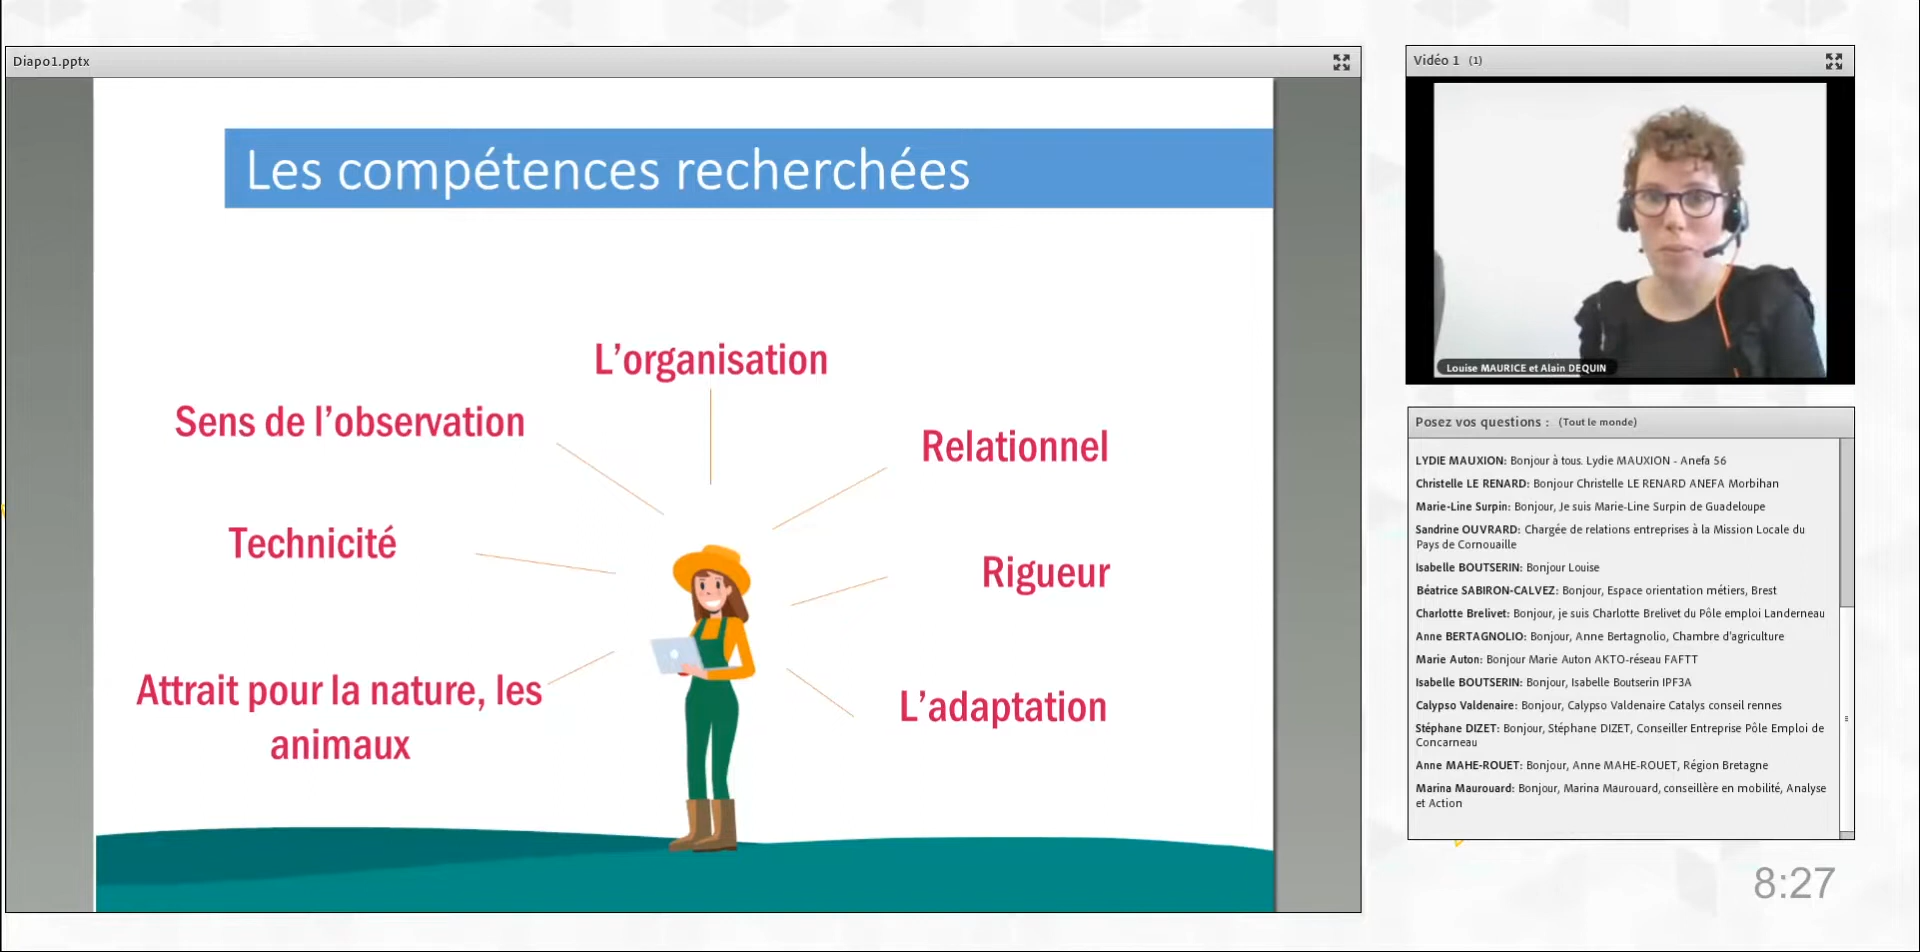 Diapo1.pptx
Les compétences recherchées
L'organisation
Sens de l'observation
Relationnel
Technicité
Rigueur
Attrait pour la nature, les
animaux
L'adaptation
Vidéo 1 (1)
Louise MAURICE et Alain DEQUIN
Posez vos questions : (Tout le monde)
LYDIE MAUXION: Bonjour à tous. Lydie MAUXION - Anefa 56
Christelle LE RENARD: Bonjour Christelle LE RENARD ANEFA Morbihan
Marie-Line Surpin: Bonjour, Je suis Marie-Line Surpin de Guadeloupe
Sandrine OUVRARD: Chargée de relations entreprises à la Mission Locale du
Pays de Cornouaille
Isabelle BOUTSERIN: Bonjour Louise
Béatrice SABIRON-CALVEZ: Bonjour, Espace orientation métiers, Brest
Charlotte Brelivet: Bonjour, je suis Charlotte Brelivet du Pôle emploi Landerneau
Anne BERTAGNOLIO: Bonjour, Anne Bertagnolio, Chambre d'agriculture
Marie Auton: Bonjour Marie Auton AKTO-réseau FAFTT
Isabelle BOUTSERIN: Bonjour, Isabelle Boutserin IPF3A
Calypso Valdenaire: Bonjour, Calypso Valdenaire Catalys conseil rennes
Stéphane DIZET: Bonjour, Stéphane DIZET, Conseiller Entreprise Pôle Emploi de
Concarneau
Anne MAHE-ROUET: Bonjour, Anne MAHE-ROUET, Région Bretagne
Marina Maurouard: Bonjour, Marina Maurouard, conseillère en mobilité, Analyse
et Action
8:27